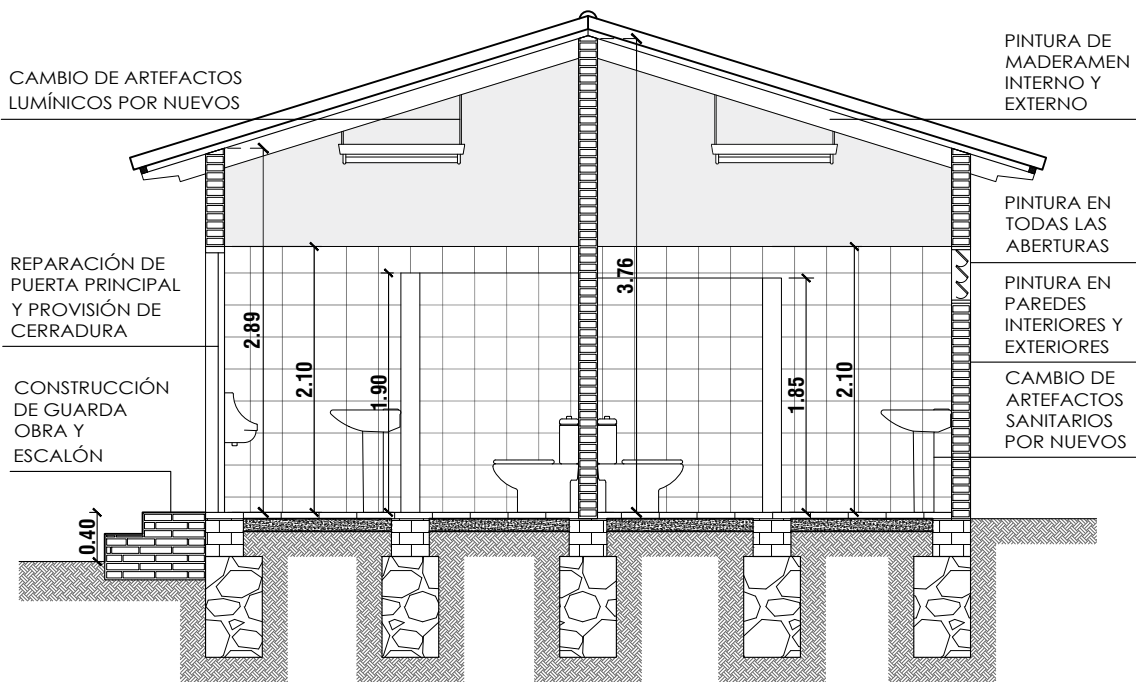 CAMBIO DE ARTEFACTOS
LUMÍNICOS POR NUEVOS
REPARACIÓN DE
PUERTA PRINCIPAL
Y PROVISIÓN DE
CERRADURA
CONSTRUCCIÓN
DE GUARDA
OBRA Y
ESCALÓN
0.40
2.89
2.10
1.90
3.76
1.85
2.10
PINTURA DE
MADERAMEN
INTERNO Y
EXTERNO
PINTURA EN
TODAS LAS
ABERTURAS
PINTURA EN
PAREDES
INTERIORES Y
EXTERIORES
CAMBIO DE
ARTEFACTOS
SANITARIOS
POR NUEVOS